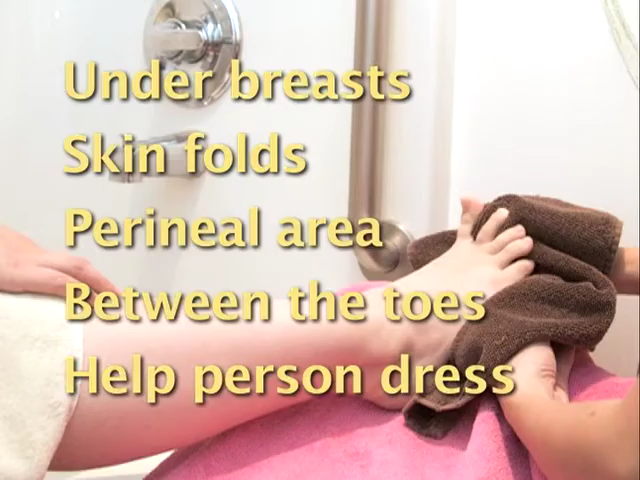 Under breasts
Skin folds
Perineal area
Between the toes
Help person dress